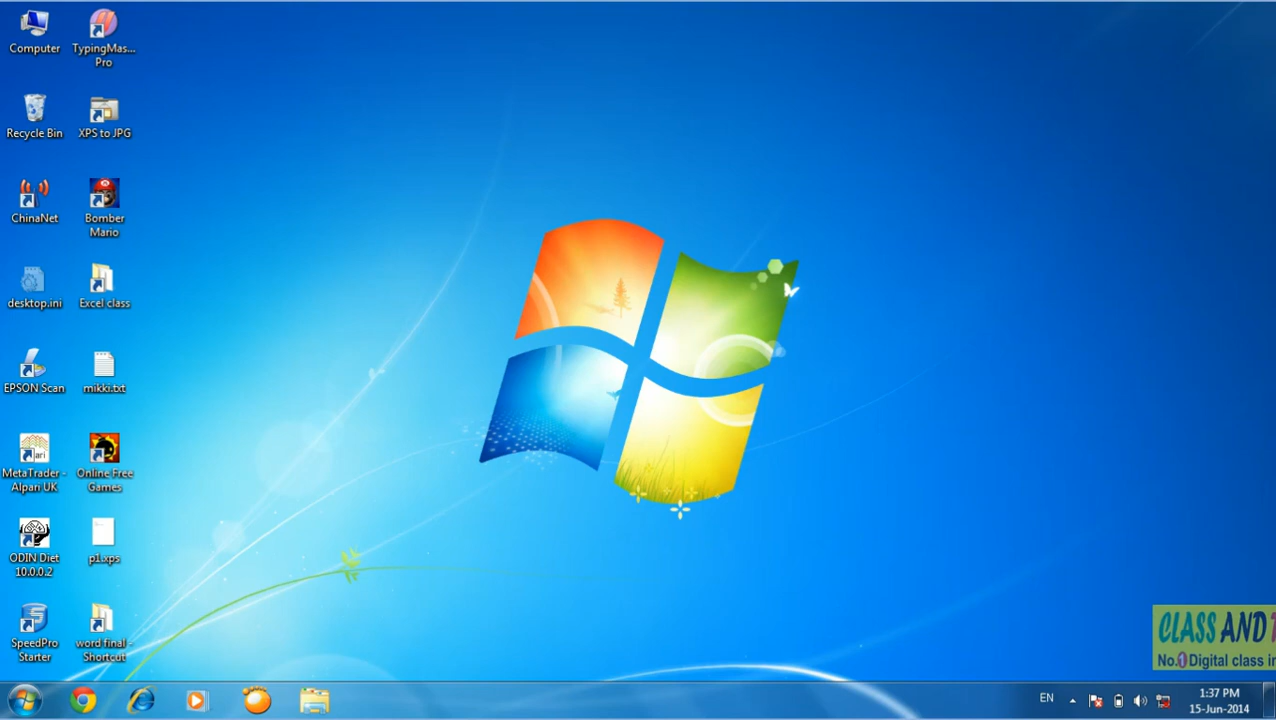 Computer
TypingMas...
Pro
Recycle Bin
XPS to JPG
ChinaNet
Bomber
Mario
desktop.ini
Excel class
EPSON Scan
mikki.txt
MetaTrader -
Alpari UK
Online Free
Games
ODIN Diet
10.0.0.2
p1.xps
SpeedPro
Starter
word final -
Shortcut
CLASS AND
No.1 Digital class in
EN
1:37 PM
15-Jun-2014